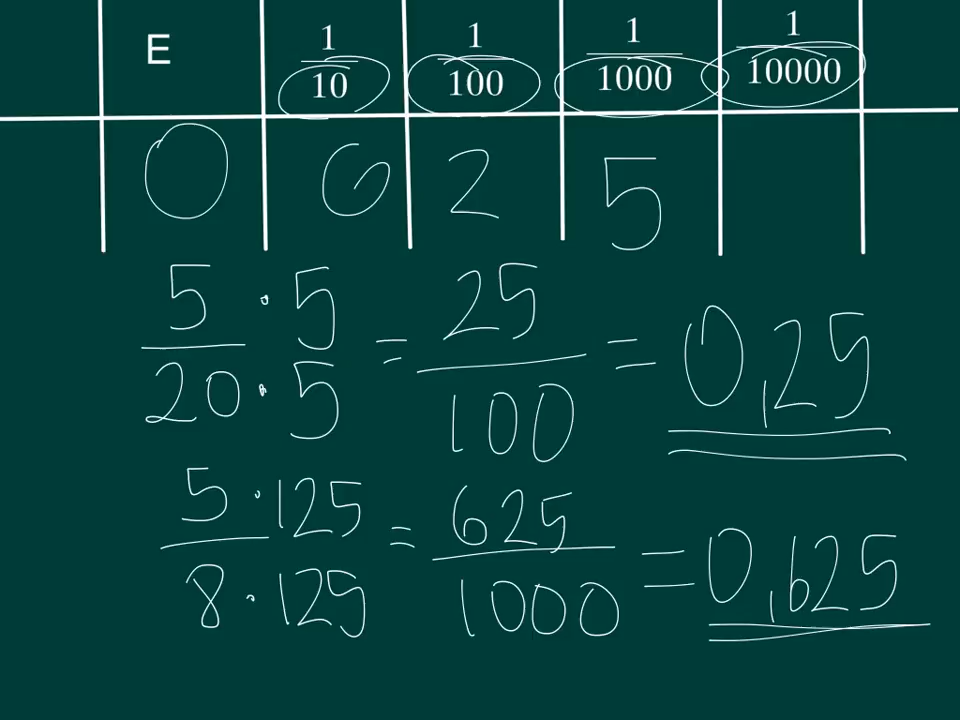 E 1/10 1/100 1/1000 1/10000
0 6 2 5
5/20 · 5/5 = 25/100 = 0,25
5/8 · 125/125 = 625/1000 = 0,625